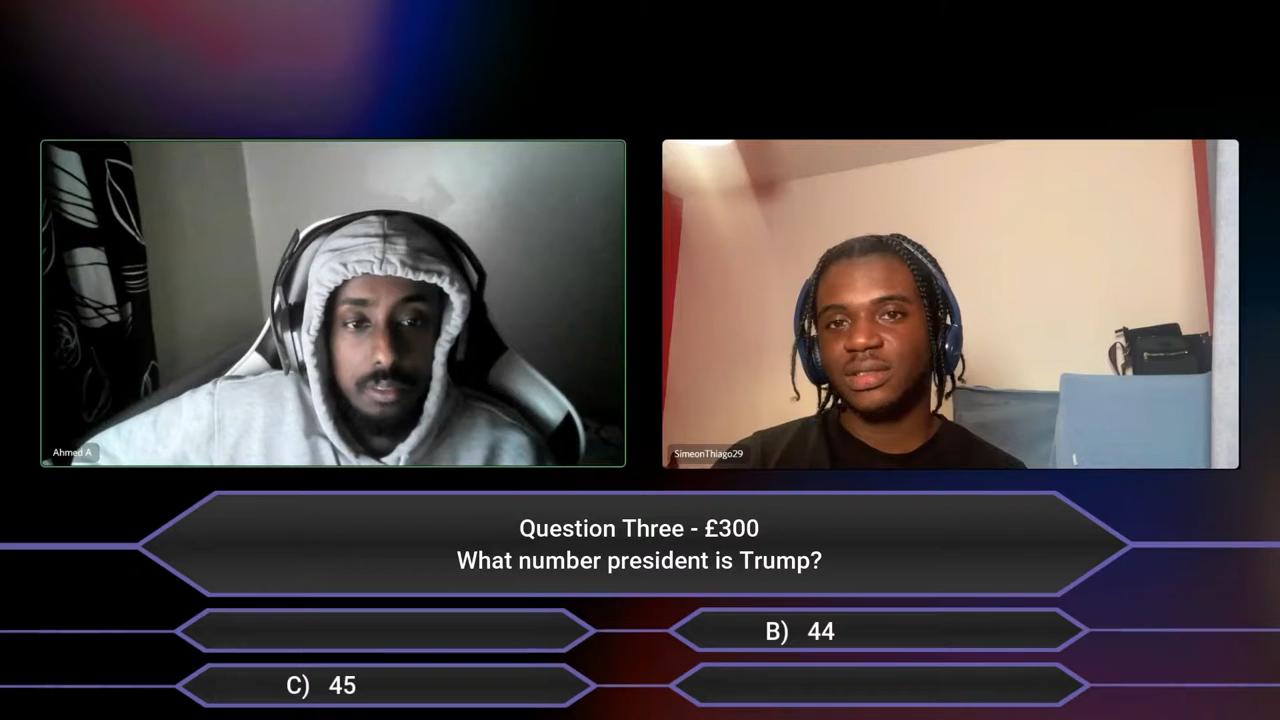 Ahmed A
SimeonThiago29
Question Three - £300
What number president is Trump?
B) 44
C) 45